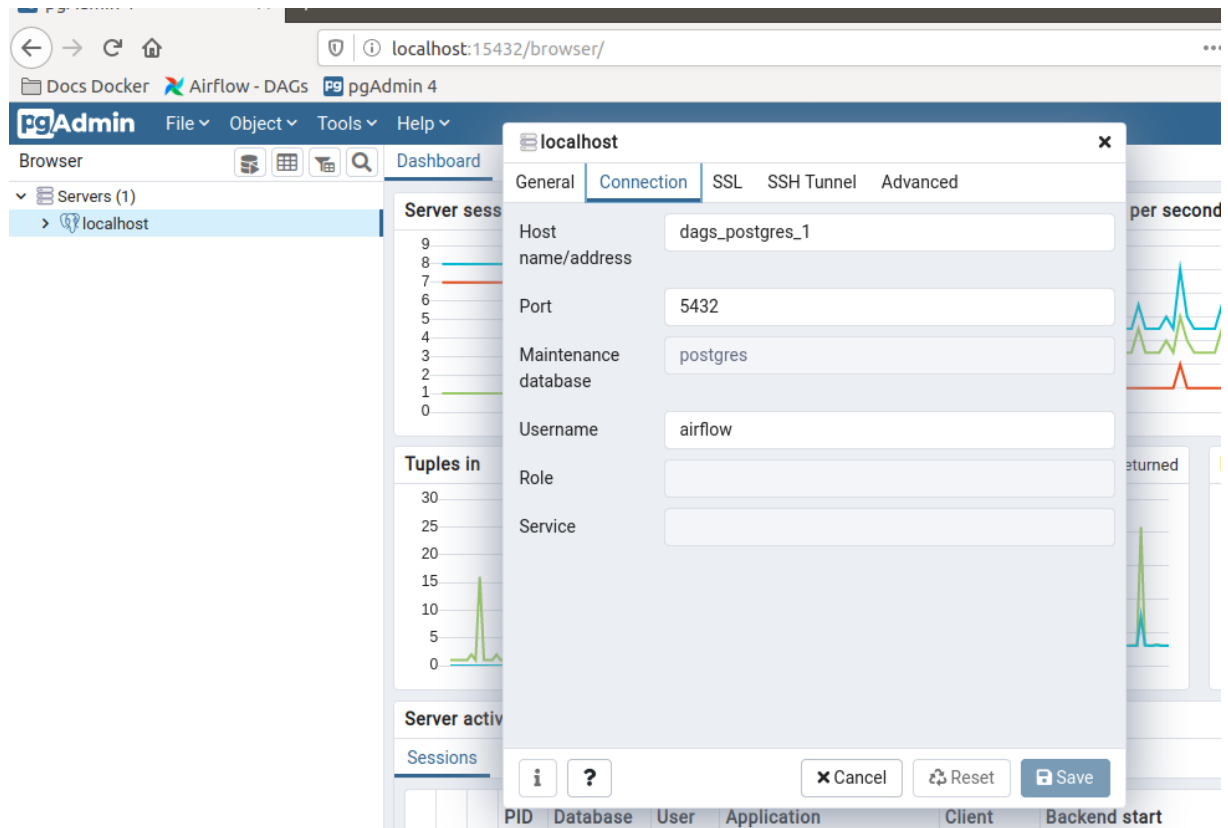 localhost:15432/browser/
Docs Docker Airflow - DAGs pgAdmin 4
pgAdmin File Object Tools Help
Browser
Dashboard
Servers (1)
localhost
localhost
General Connection SSL SSH Tunnel Advanced
Host name/address
dags_postgres_1
Port
5432
Maintenance database
postgres
Username
airflow
Role
Service
Cancel Reset Save
i ?
Server sess
9
8
7
6
5
4
3
2
1
0
per second
Tuples in
30
25
20
15
10
5
0
eturned
Server activ
Sessions
PID Database User Application Client Backend start